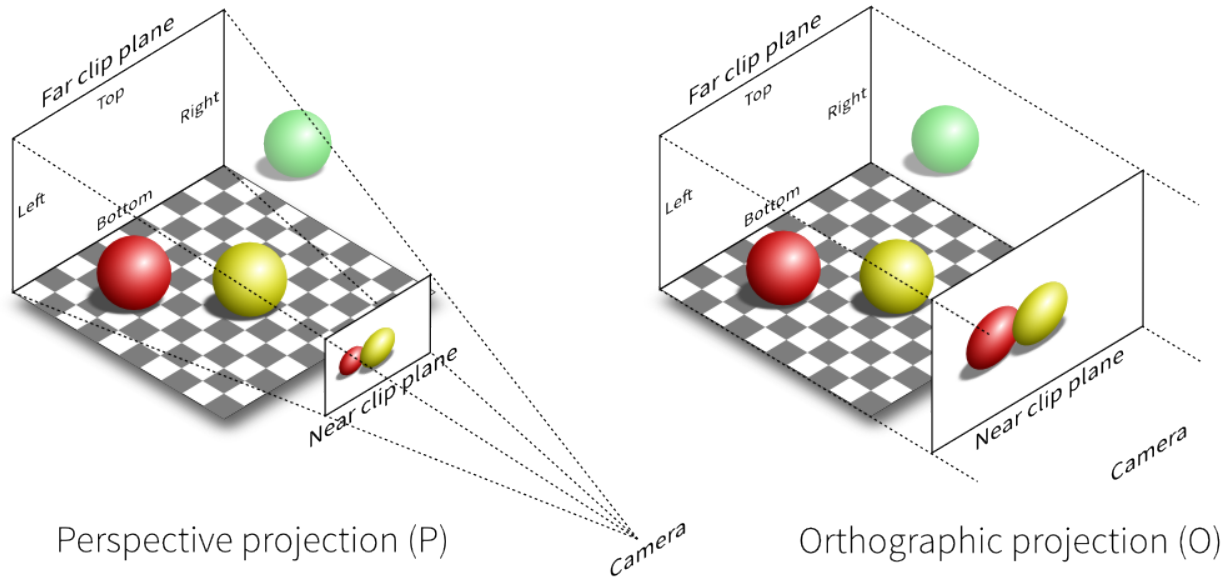 Far clip plane
Top
Right
Left
Bottom
Near clip plane
Camera
Perspective projection (P)
Far clip plane
Top
Right
Left
Bottom
Near clip plane
Camera
Orthographic projection (O)